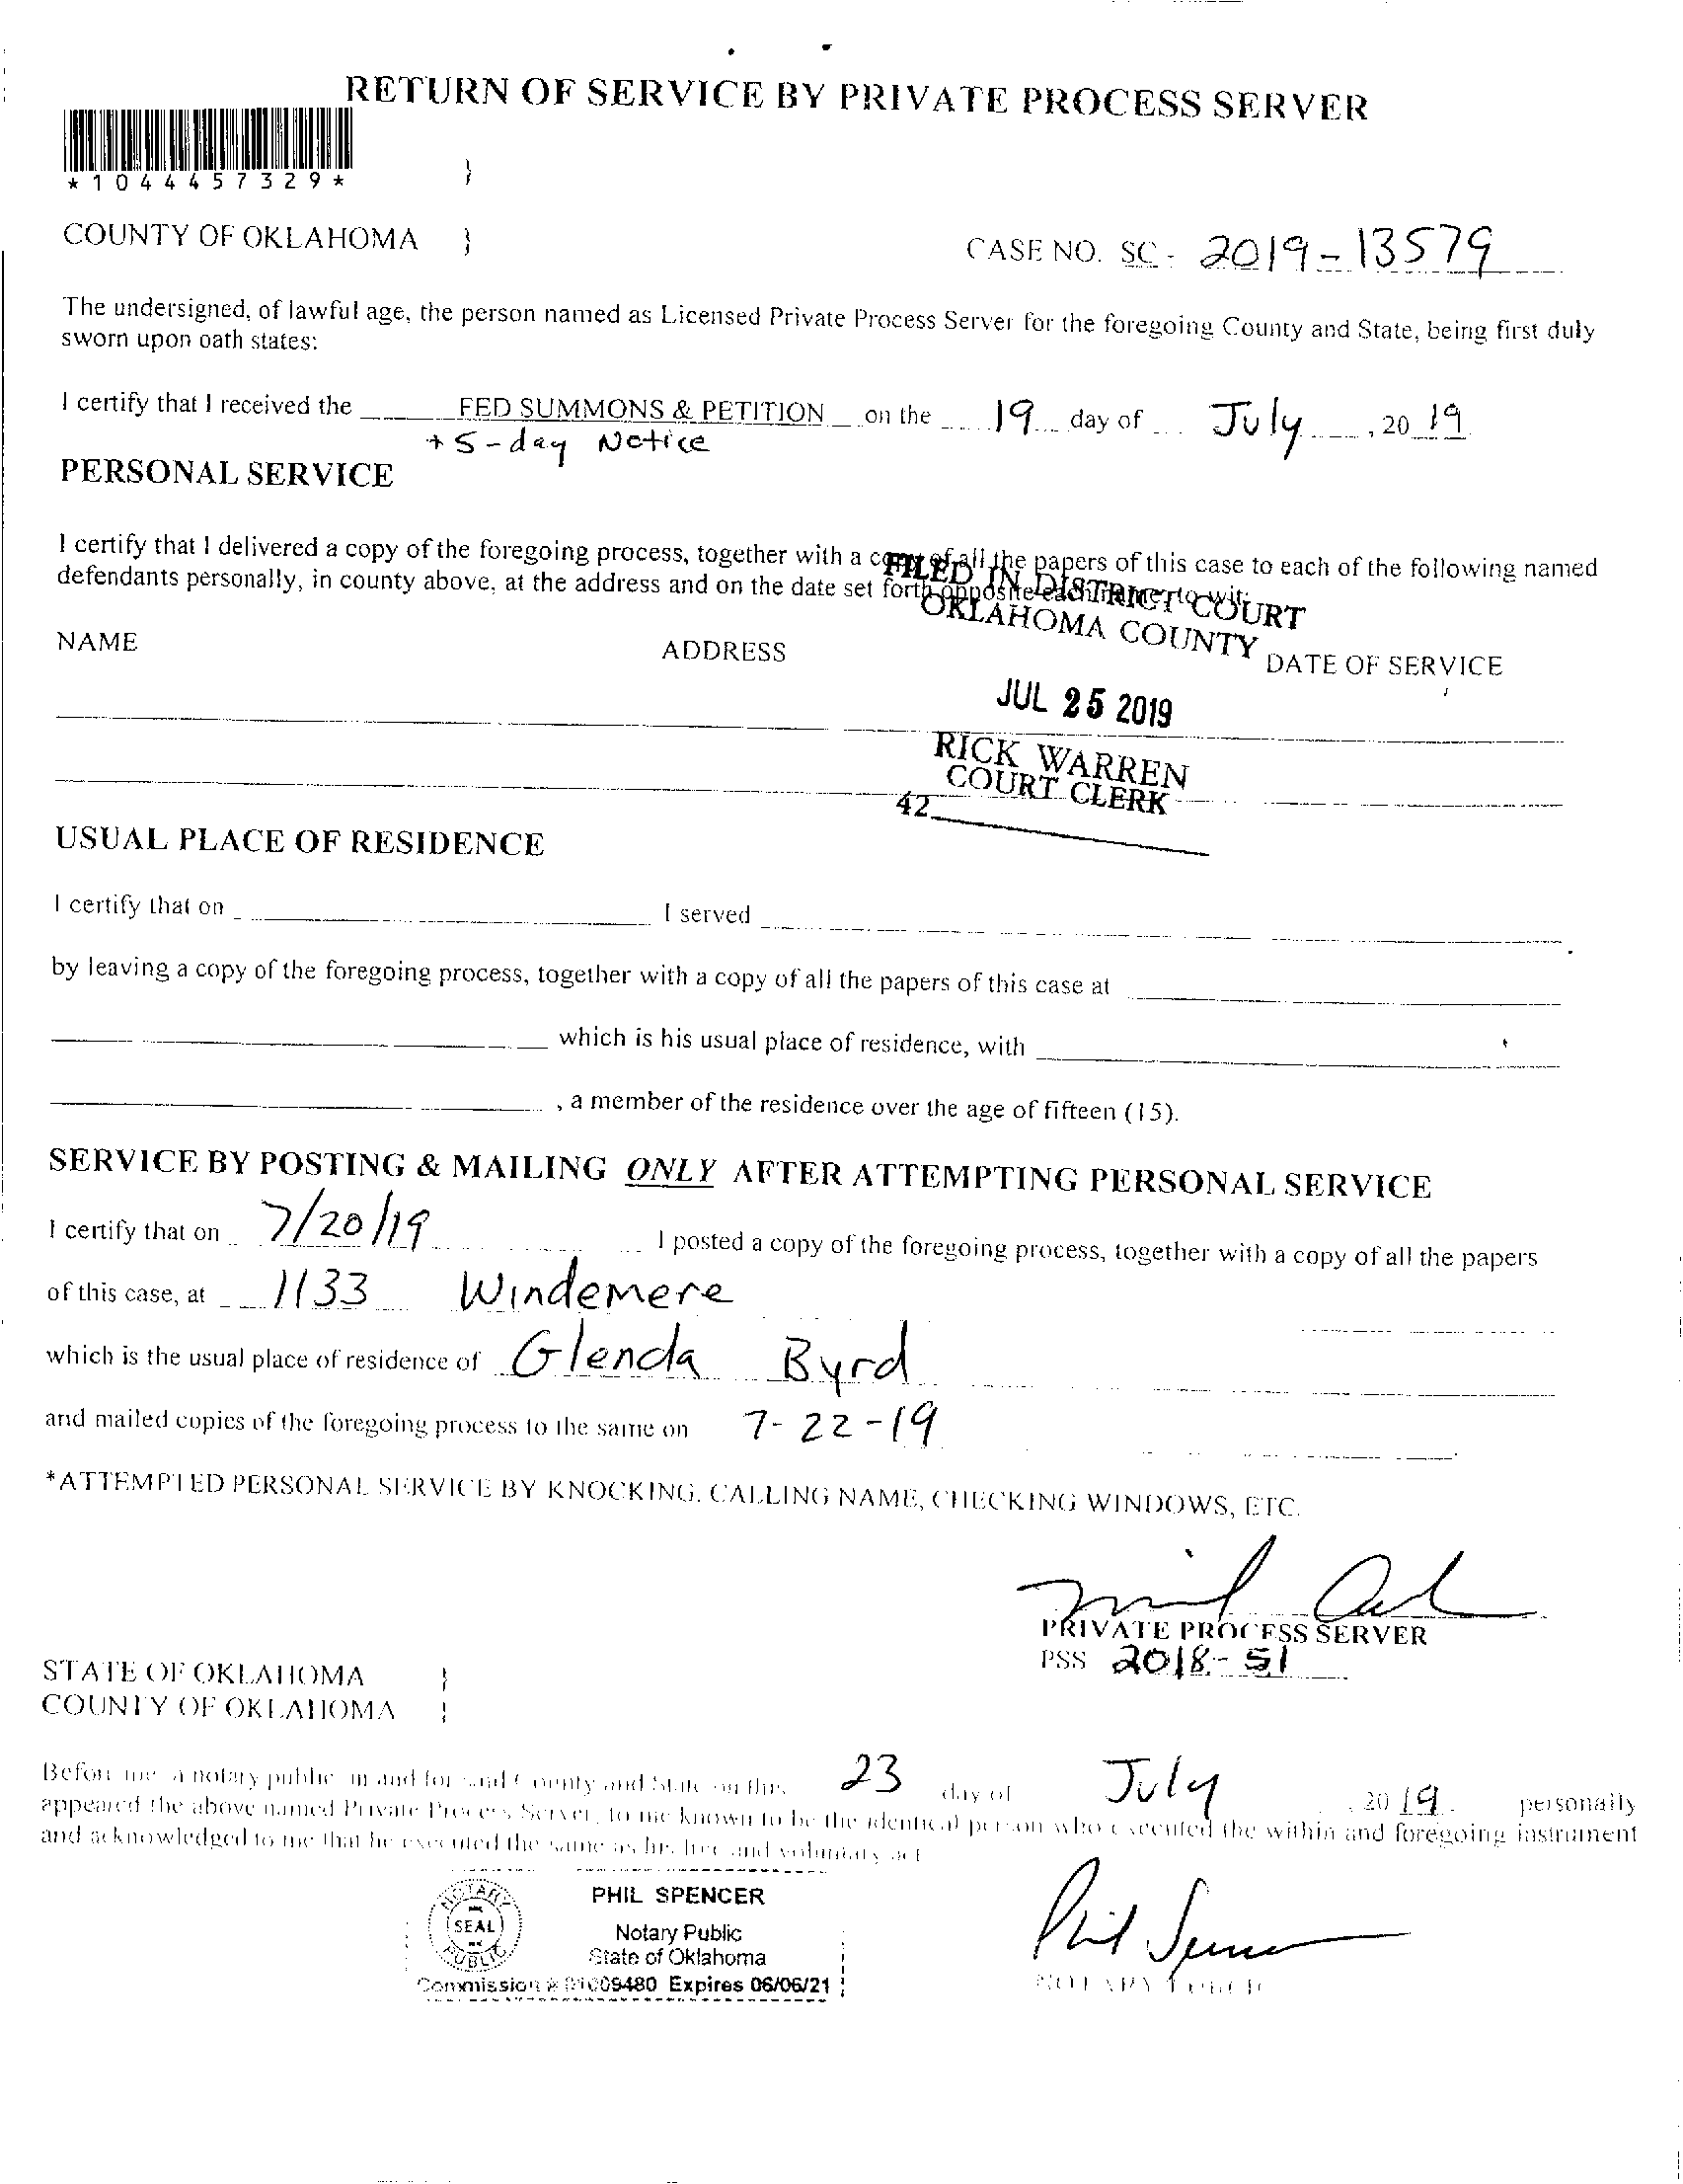 RETURN OF SERVICE BY PRIVATE PROCESS SERVER
*1044457329* }
COUNTY OF OKLAHOMA } CASE NO. SC - 2019-13579
The undersigned, of lawful age, the person named as Licensed Private Process Server for the foregoing County and State, being first duly
sworn upon oath states:
I certify that I received the FED SUMMONS & PETITION on the 19 day of July, 20 19
+ 5-day Notice
PERSONAL SERVICE
I certify that I delivered a copy of all the foregoing process, together with a copy of all the papers of this case to each of the following named
defendants personally, in county above, at the address and on the date set forth opposite each name, to wit:
FILED IN DISTRICT COURT
OKLAHOMA COUNTY
NAME ADDRESS DATE OF SERVICE
JUL 25 2019
RICK WARREN
COURT CLERK
42
USUAL PLACE OF RESIDENCE
I certify that on I served
by leaving a copy of the foregoing process, together with a copy of all the papers of this case at
which is his usual place of residence, with
, a member of the residence over the age of fifteen (15).
SERVICE BY POSTING & MAILING ONLY AFTER ATTEMPTING PERSONAL SERVICE
I certify that on 7/20/19 I posted a copy of the foregoing process, together with a copy of all the papers
of this case, at 1133 Windemere
which is the usual place of residence of Glenda Byrd
and mailed copies of the foregoing process to the same on 7-22-19
*ATTEMPTED PERSONAL SERVICE BY KNOCKING, CALLING NAME, CHECKING WINDOWS, ETC.
PRIVATE PROCESS SERVER
PSS 2018-51
STATE OF OKLAHOMA }
COUNTY OF OKLAHOMA }
Before me a notary public in and for said County and State on this 23 day of July, 20 19. personally
appeared the above named Private Process Server, to me known to be the identical person who executed the within and foregoing instrument
and acknowledged to me that he executed the same as his free and voluntary act
NOTARY PUBLIC SEAL
PHIL SPENCER
Notary Public
State of Oklahoma
Commission # 01009480 Expires 06/06/21
Phil Spencer
NOTARY PUBLIC